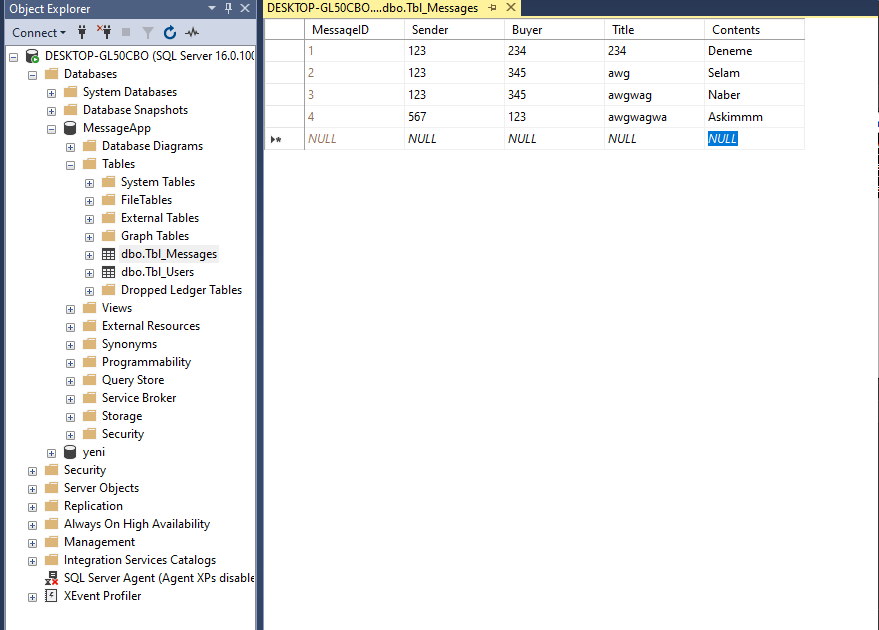 Object Explorer
Connect
DESKTOP-GL50CBO (SQL Server 16.0.100
Databases
System Databases
Database Snapshots
MessageApp
Database Diagrams
Tables
System Tables
FileTables
External Tables
Graph Tables
dbo.Tbl_Messages
dbo.Tbl_Users
Dropped Ledger Tables
Views
External Resources
Synonyms
Programmability
Query Store
Service Broker
Storage
Security
yeni
Security
Server Objects
Replication
Always On High Availability
Management
Integration Services Catalogs
SQL Server Agent (Agent XPs disable
XEvent Profiler
DESKTOP-GL50CBO....dbo.Tbl_Messages
MessageID Sender Buyer Title Contents
1 123 234 234 Deneme
2 123 345 awg Selam
3 123 345 awgwag Naber
4 567 123 awgwagwa Askimmm
NULL NULL NULL NULL NULL